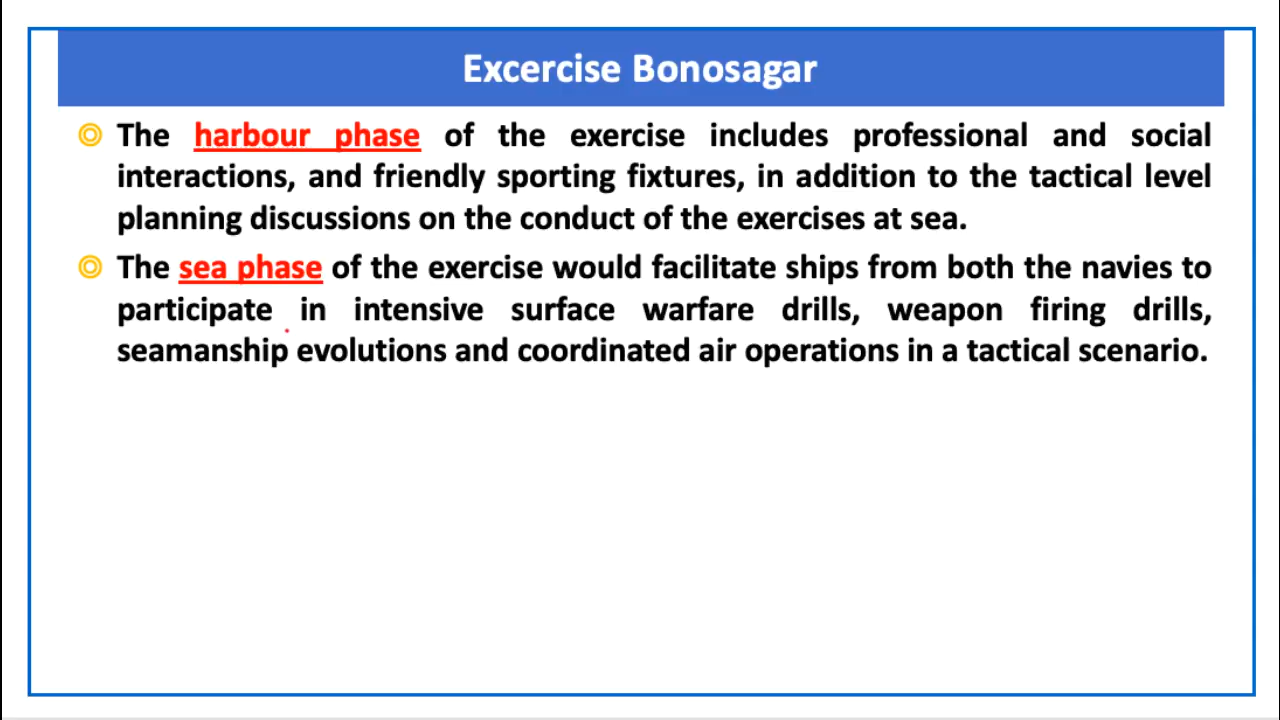 Excercise Bonosagar
The harbour phase of the exercise includes professional and social
interactions, and friendly sporting fixtures, in addition to the tactical level
planning discussions on the conduct of the exercises at sea.
The sea phase of the exercise would facilitate ships from both the navies to
participate in intensive surface warfare drills, weapon firing drills,
seamanship evolutions and coordinated air operations in a tactical scenario.